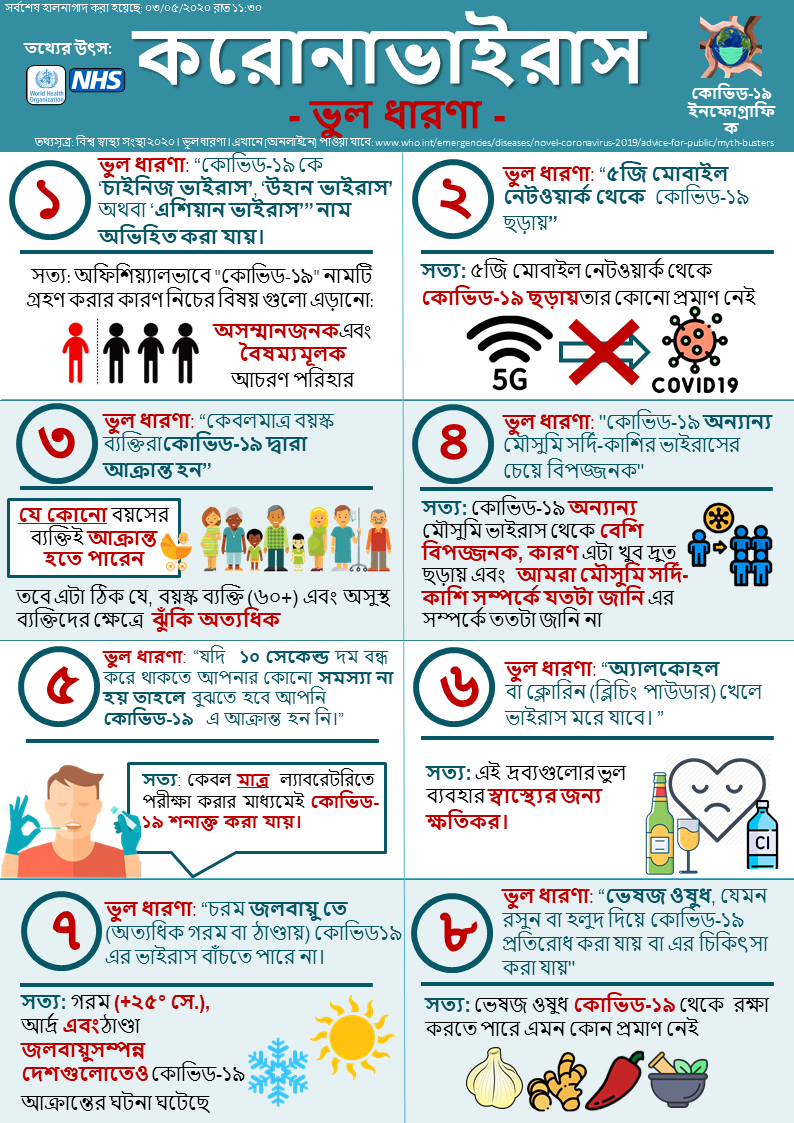 সর্বশেষ হালনাগাদ করা হয়েছে: ০৩/০৫/২০২০ রাত ১১:৩০
তথ্যের উৎস:
World Health
Organization
NHS
করোনাভাইরাস
- ভুল ধারণা -
কোভিড-১৯
ইনফোগ্রাফি
ক
তথ্যসূত্র: বিশ্ব স্বাস্থ্য সংস্থা ২০২০। ভুলধারণা। এখানে [অনলাইনে] পাওয়া যাবে: www.who.int/emergencies/diseases/novel-coronavirus-2019/advice-for-public/myth-busters
১
ভুল ধারণা: “কোভিড-১৯ কে
‘চাইনিজ ভাইরাস’, ‘উহান ভাইরাস’
অথবা ‘এশিয়ান ভাইরাস’” নাম
অভিহিত করা যায়।
সত্য: অফিশিয়্যালভাবে "কোভিড-১৯" নামটি
গ্রহণ করার কারণ নিচের বিষয় গুলো এড়ানো:
অসম্মানজনক এবং
বৈষম্যমূলক
আচরণ পরিহার
২
ভুল ধারণা: “৫জি মোবাইল
নেটওয়ার্ক থেকে কোভিড-১৯
ছড়ায়”
সত্য: ৫জি মোবাইল নেটওয়ার্ক থেকে
কোভিড-১৯ ছড়ায় তার কোনো প্রমাণ নেই
5G
COVID19
৩
ভুল ধারণা: “কেবলমাত্র বয়স্ক
ব্যক্তিরা কোভিড-১৯ দ্বারা
আক্রান্ত হন”
যে কোনো বয়সের
ব্যক্তিই আক্রান্ত
হতে পারেন
তবে এটা ঠিক যে, বয়স্ক ব্যক্তি (৬০+) এবং অসুস্থ
ব্যক্তিদের ক্ষেত্রে ঝুঁকি অত্যধিক
৪
ভুল ধারণা: "কোভিড-১৯ অন্যান্য
মৌসুমি সর্দি-কাশির ভাইরাসের
চেয়ে বিপজ্জনক"
সত্য: কোভিড-১৯ অন্যান্য
মৌসুমি ভাইরাস থেকে বেশি
বিপজ্জনক, কারণ এটা খুব দ্রুত
ছড়ায় এবং আমরা মৌসুমি সর্দি-
কাশি সম্পর্কে যতটা জানি এর
সম্পর্কে ততটা জানি না
৫
ভুল ধারণা: “যদি ১০ সেকেন্ড দম বন্ধ
করে থাকতে আপনার কোনো সমস্যা না
হয় তাহলে বুঝতে হবে আপনি
কোভিড-১৯ এ আক্রান্ত হন নি।”
সত্য: কেবল মাত্র ল্যাবরেটরিতে
পরীক্ষা করার মাধ্যমেই কোভিড-
১৯ শনাক্ত করা যায়।
৬
ভুল ধারণা: “অ্যালকোহল
বা ক্লোরিন (ব্লিচিং পাউডার) খেলে
ভাইরাস মরে যাবে। ”
সত্য: এই দ্রব্যগুলোর ভুল
ব্যবহার স্বাস্থ্যের জন্য
ক্ষতিকর।
Cl
৭
ভুল ধারণা: “চরম জলবায়ু তে
(অত্যধিক গরম বা ঠাণ্ডায়) কোভিড১৯
এর ভাইরাস বাঁচতে পারে না।
সত্য: গরম (+২৫° সে.),
আর্দ্র এবং ঠাণ্ডা
জলবায়ুসম্পন্ন
দেশগুলোতেও কোভিড-১৯
আক্রান্তের ঘটনা ঘটেছে
৮
ভুল ধারণা: “ভেষজ ওষুধ, যেমন
রসুন বা হলুদ দিয়ে কোভিড-১৯
প্রতিরোধ করা যায় বা এর চিকিৎসা
করা যায়"
সত্য: ভেষজ ওষুধ কোভিড-১৯ থেকে রক্ষা
করতে পারে এমন কোন প্রমাণ নেই